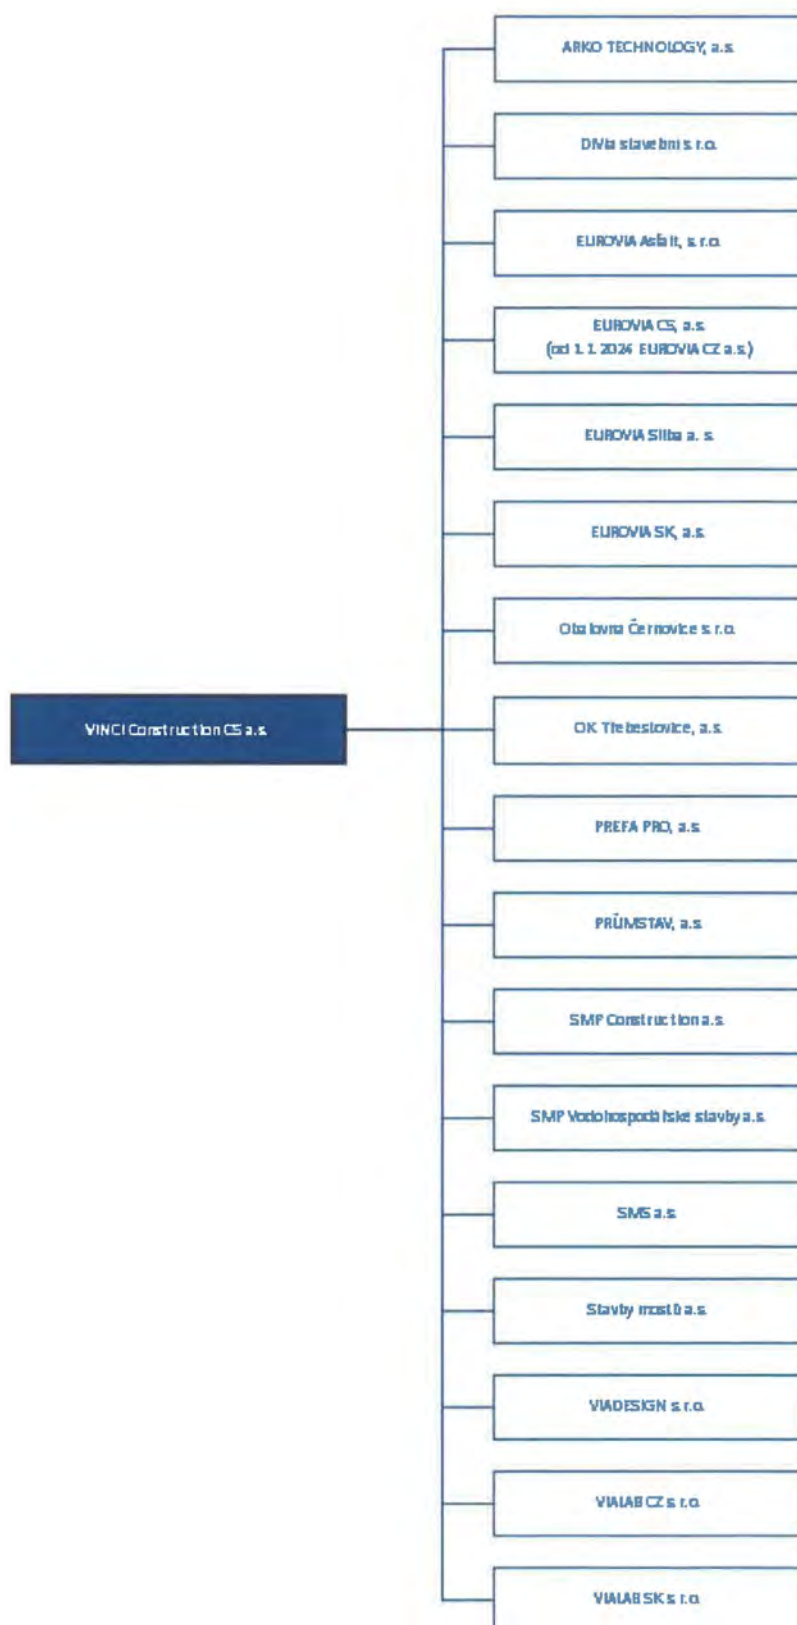 ARKO TECHNOLOGY, a.s.
DIVia stavební s.r.o.
EUROVIA Asfalt, s.r.o.
EUROVIA CS, a.s.
(od 1.1.2024 EUROVIA CZ a.s.)
EUROVIA Silba a. s.
EUROVIA SK, a.s.
Obalovna Černovice s.r.o.
VINCI Construction CS a.s.
OK Třebestovice, a.s.
PREFA PRO, a.s.
PRŮMSTAV, a.s.
SMP Construction a.s.
SMP Vodohospodářské stavby a.s.
SMS a.s.
Stavby mostů a.s.
VIADESIGN s.r.o.
VIALAB CZ s.r.o.
VIALAB SK s.r.o.